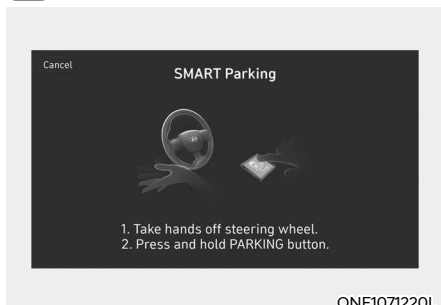 Cancel
SMART Parking
1. Take hands off steering wheel.
2. Press and hold PARKING button.
ONE1071220L